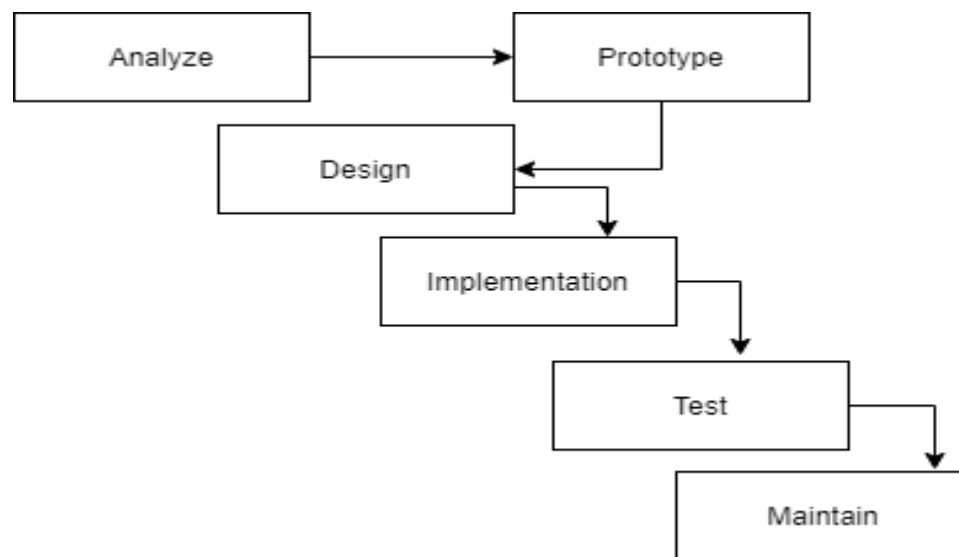 Analyze
Prototype
Design
Implementation
Test
Maintain